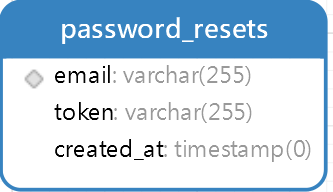 password_resets
email: varchar(255)
token: varchar(255)
created_at: timestamp(0)